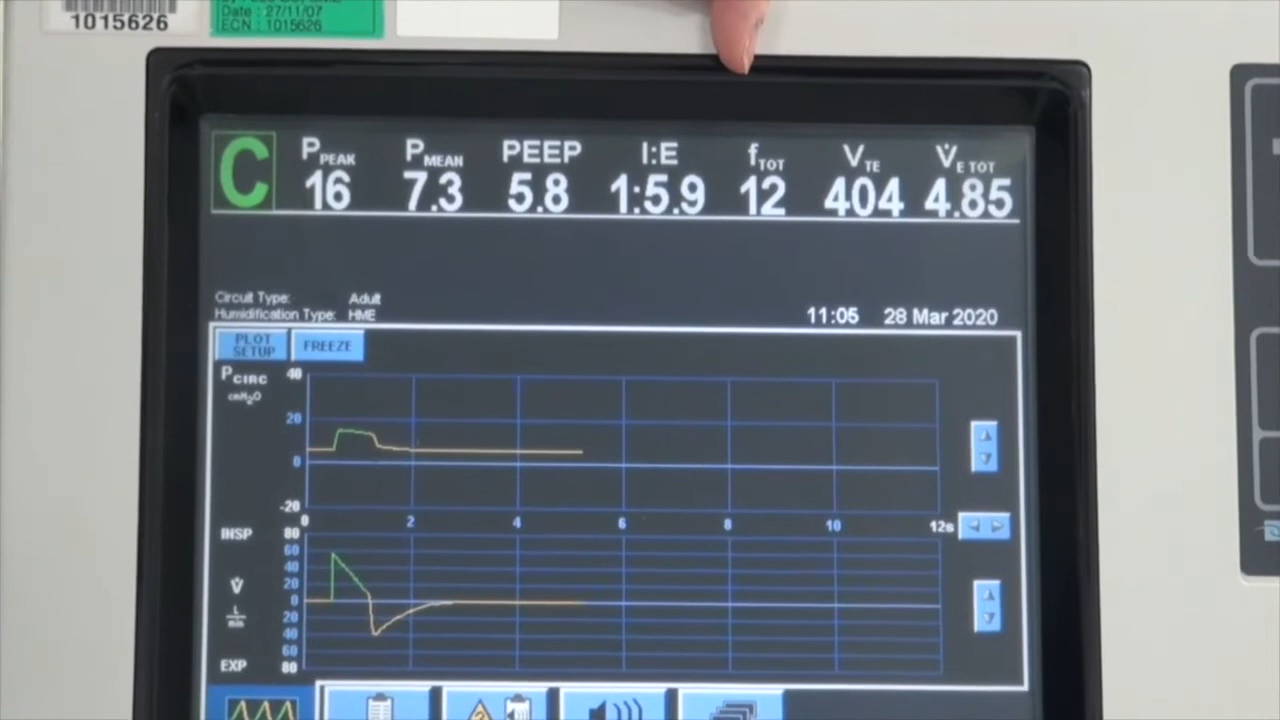 1015626
Date : 27/11/07
ECN : 1015626
C
PPEAK PMEAN PEEP I:E fTOT VTE V̇E TOT
16 7.3 5.8 1:5.9 12 404 4.85
Circuit Type: Adult
Humidification Type: HME
11:05 28 Mar 2020
PLOT SETUP FREEZE
PCIRC
cmH2O
40
20
0
-20
0 2 4 6 8 10 12s
INSP
V̇
L
min
EXP
80
60
40
20
0
20
40
60
80